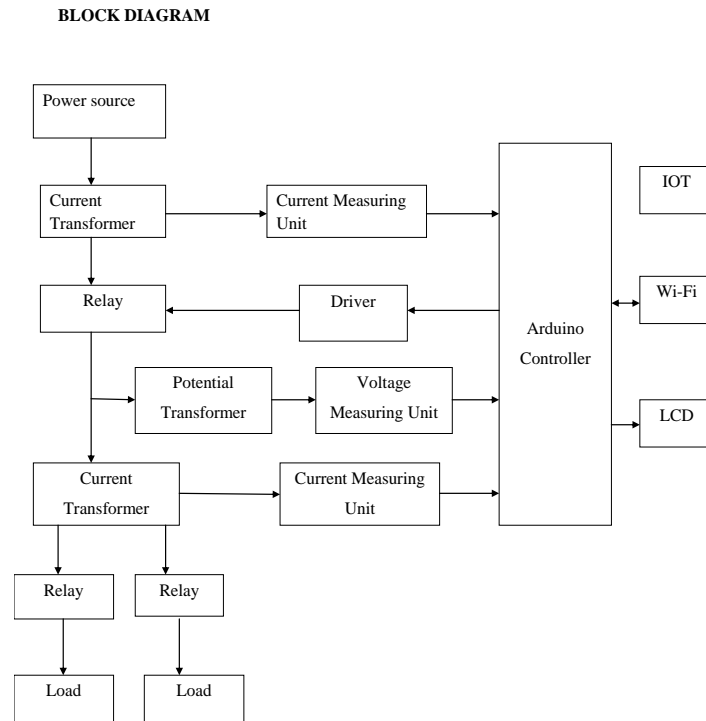 BLOCK DIAGRAM
Power source
Current
Transformer
Current Measuring
Unit
IOT
Relay
Driver
Wi-Fi
Arduino
Controller
Potential
Transformer
Voltage
Measuring Unit
LCD
Current
Transformer
Current Measuring
Unit
Relay
Relay
Load
Load